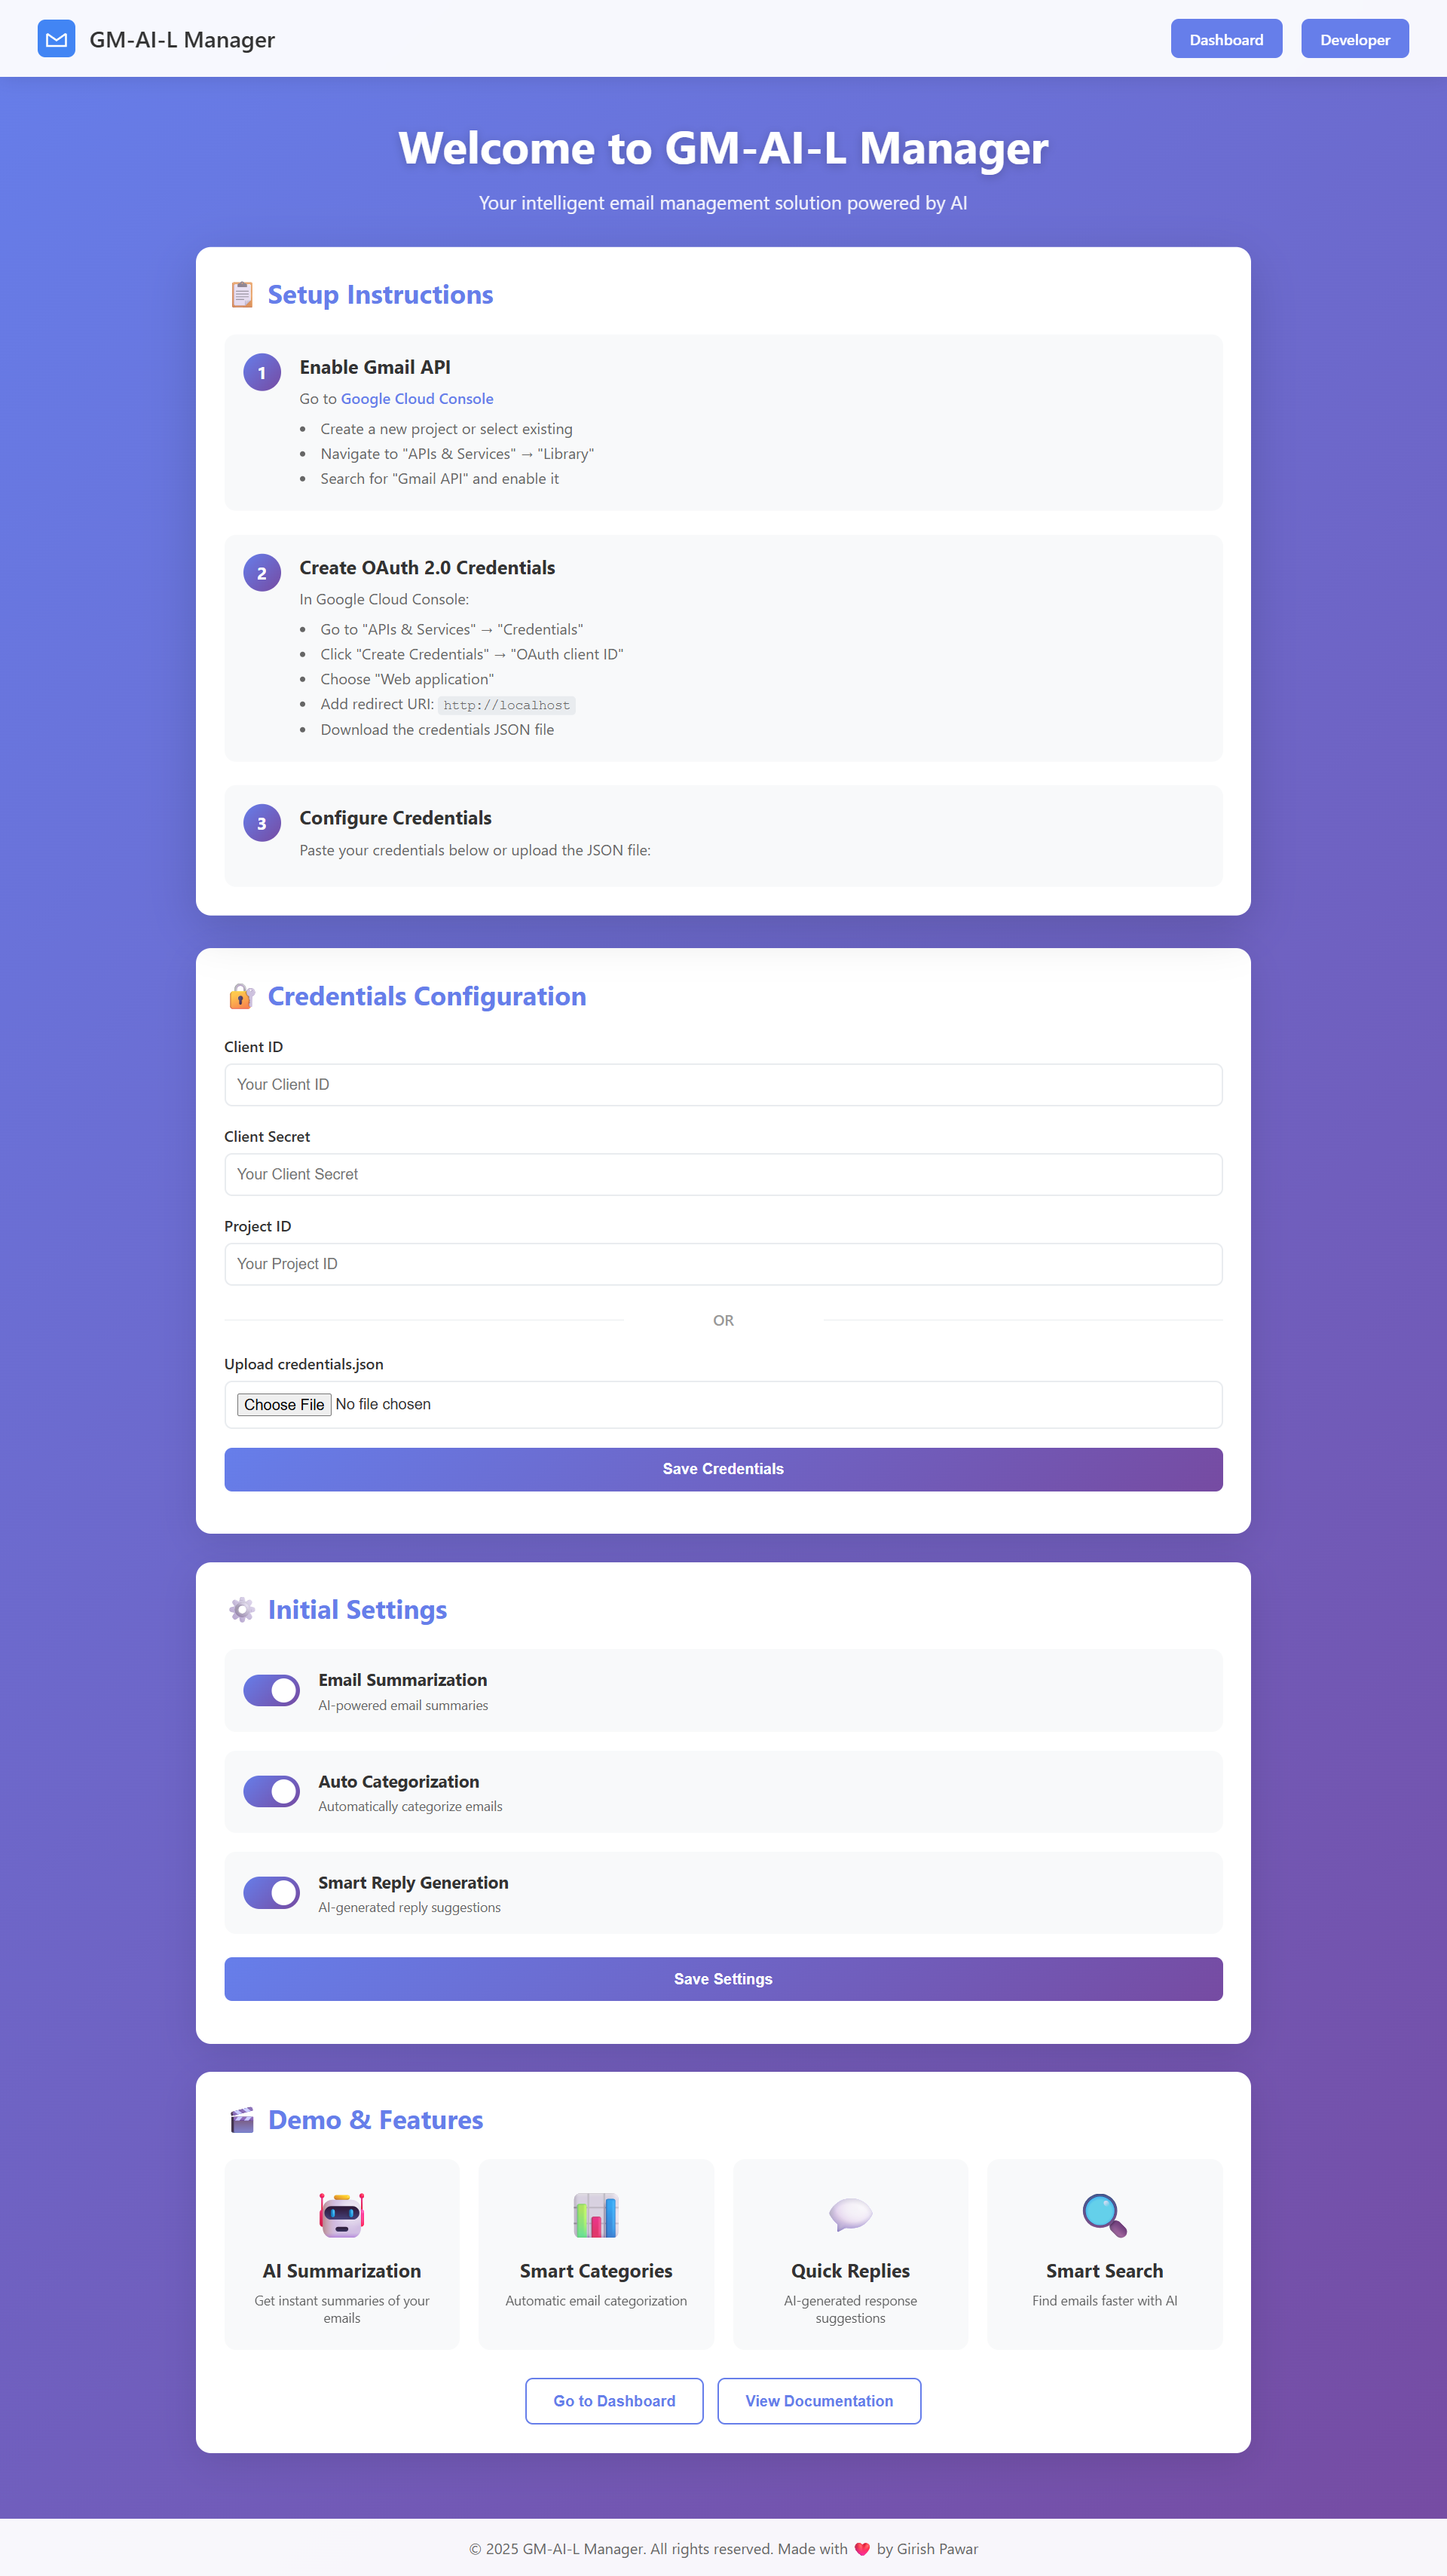 GM-AI-L Manager
Dashboard
Developer
Welcome to GM-AI-L Manager
Your intelligent email management solution powered by AI
Setup Instructions
1
Enable Gmail API
Go to Google Cloud Console
• Create a new project or select existing
• Navigate to "APIs & Services" → "Library"
• Search for "Gmail API" and enable it
2
Create OAuth 2.0 Credentials
In Google Cloud Console:
• Go to "APIs & Services" → "Credentials"
• Click "Create Credentials" → "OAuth client ID"
• Choose "Web application"
• Add redirect URI: http://localhost
• Download the credentials JSON file
3
Configure Credentials
Paste your credentials below or upload the JSON file:
Credentials Configuration
Client ID
Your Client ID
Client Secret
Your Client Secret
Project ID
Your Project ID
OR
Upload credentials.json
Choose File No file chosen
Save Credentials
Initial Settings
Email Summarization
AI-powered email summaries
Auto Categorization
Automatically categorize emails
Smart Reply Generation
AI-generated reply suggestions
Save Settings
Demo & Features
AI Summarization
Get instant summaries of your
emails
Smart Categories
Automatic email categorization
Quick Replies
AI-generated response
suggestions
Smart Search
Find emails faster with AI
Go to Dashboard
View Documentation
© 2025 GM-AI-L Manager. All rights reserved. Made with ❤️ by Girish Pawar